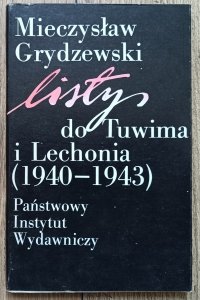 Mieczysław
Grydzewski
listy
do Tuwima
i Lechonia
(1940–1943)
Państwowy
Instytut
Wydawniczy